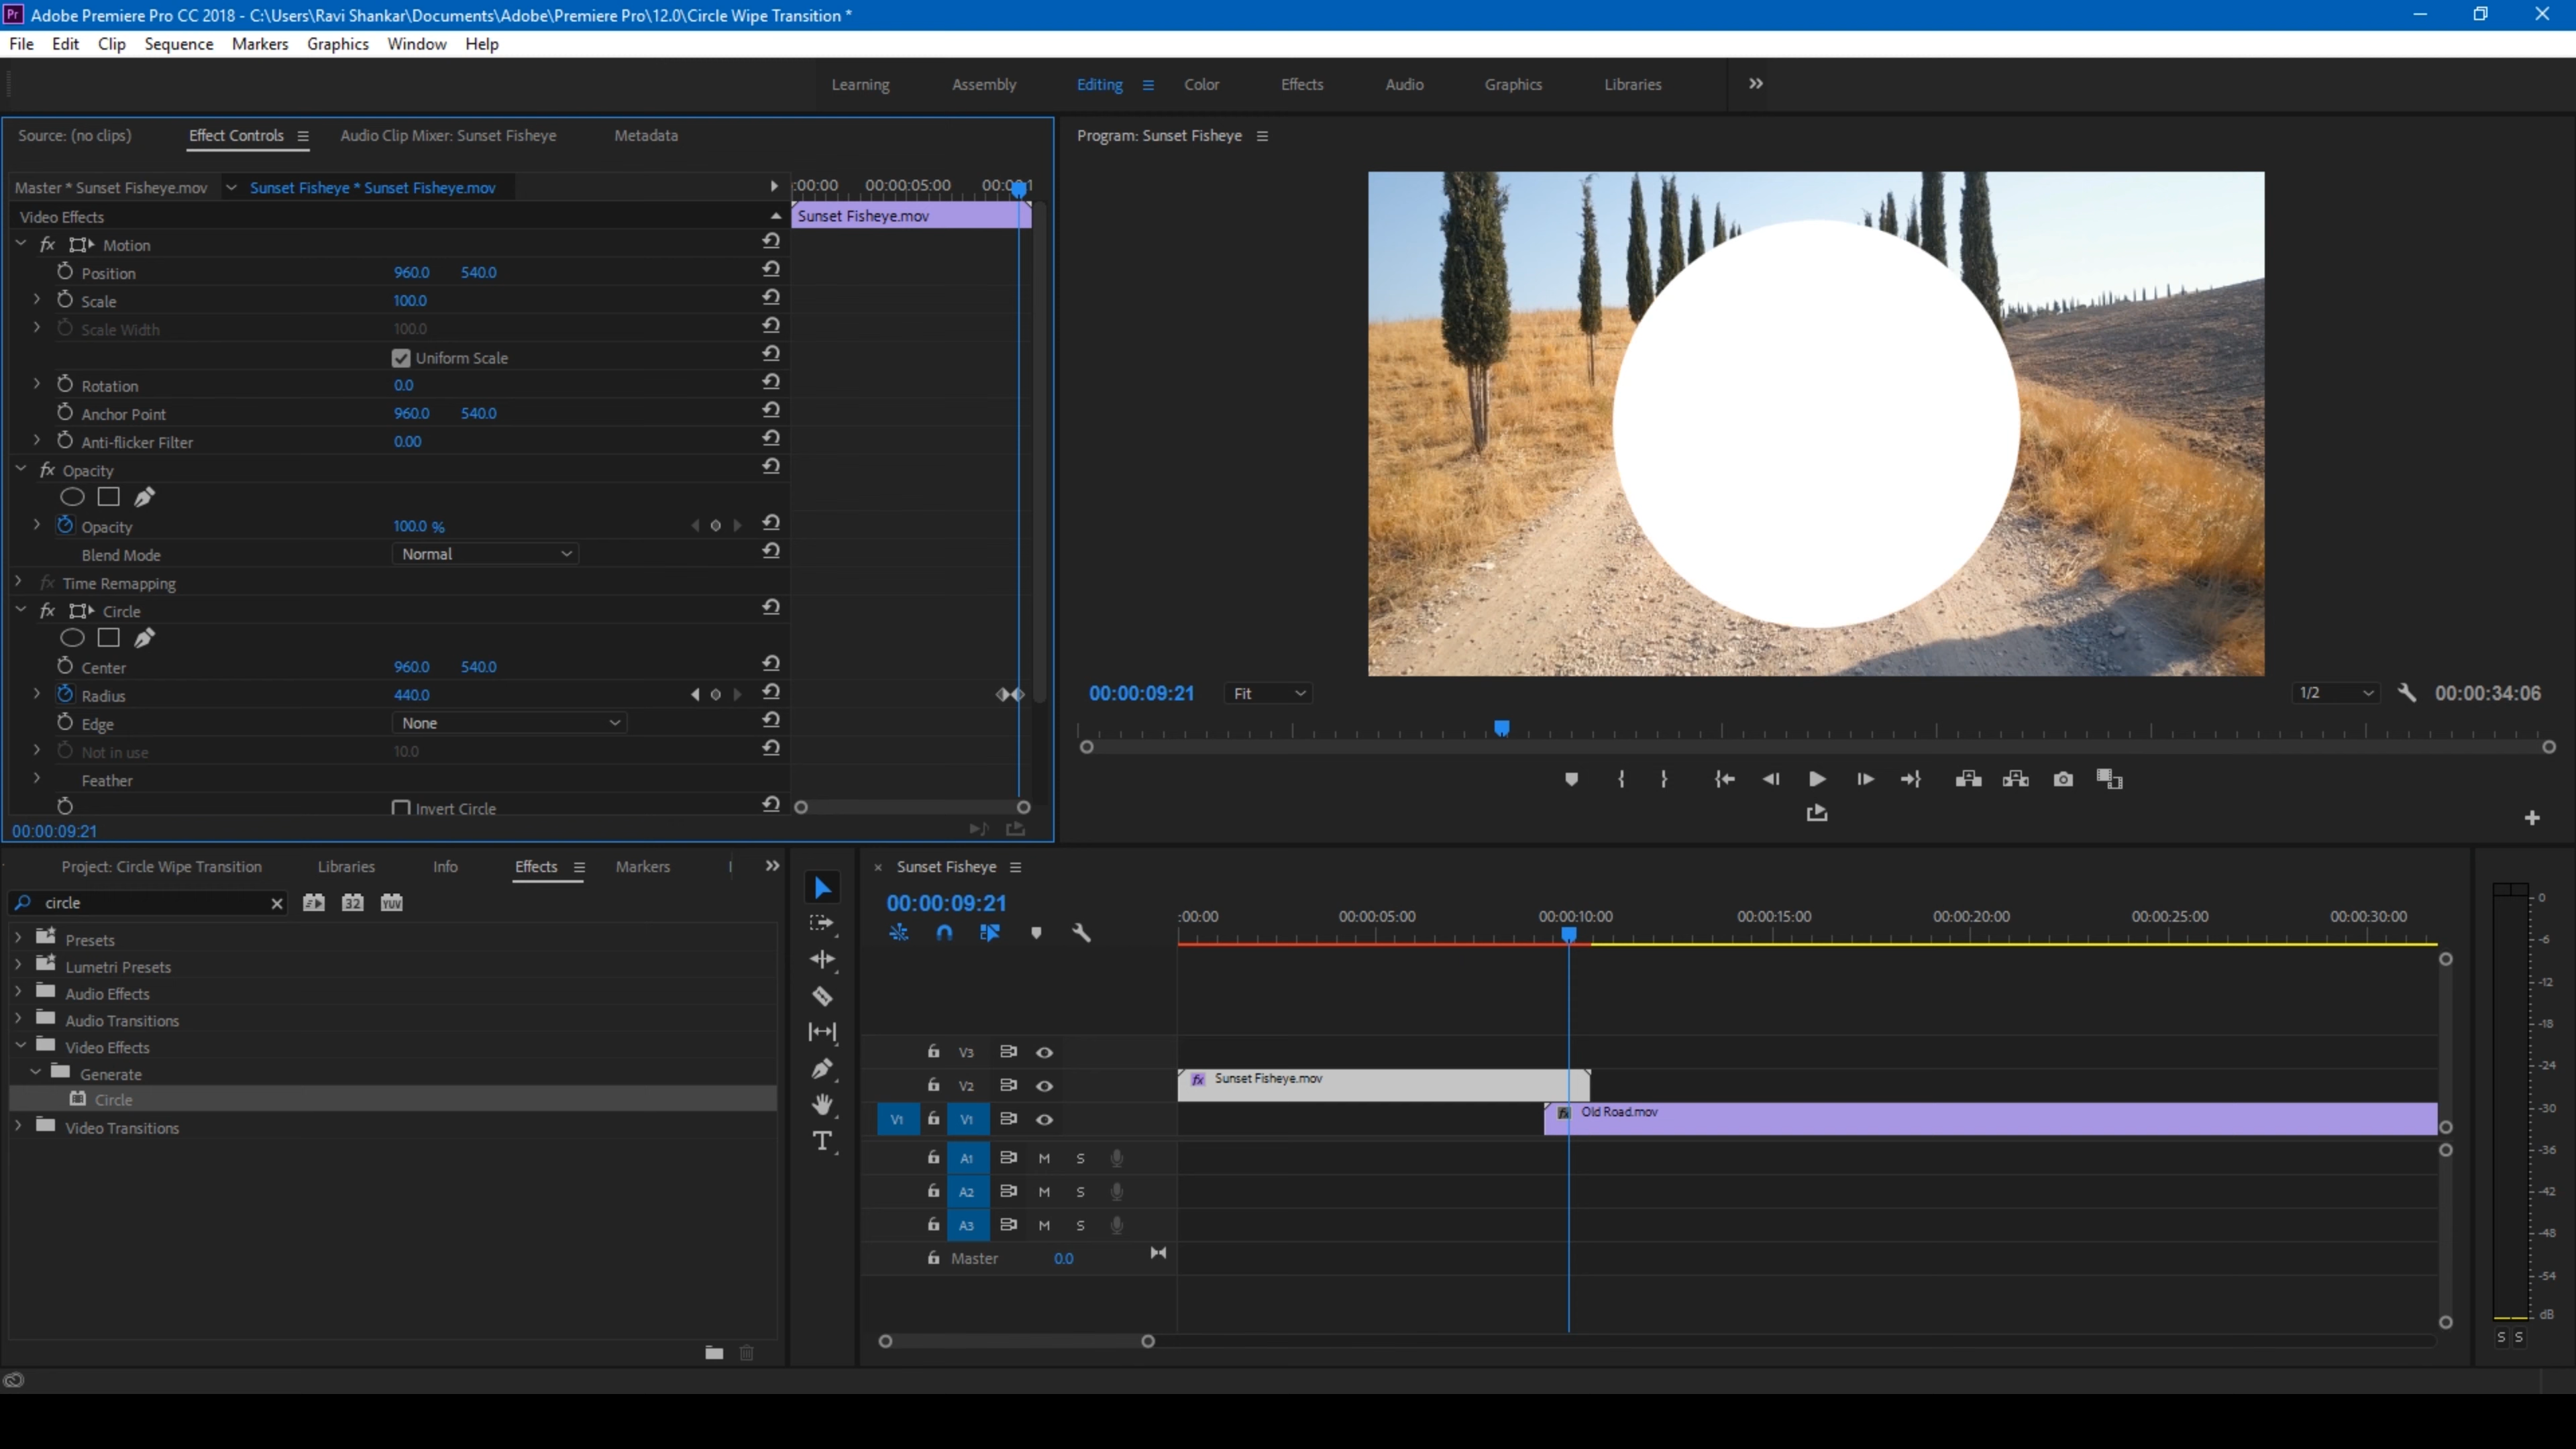 Pr Adobe Premiere Pro CC 2018 - C:\Users\Ravi Shankar\Documents\Adobe\Premiere Pro\12.0\Circle Wipe Transition *
File Edit Clip Sequence Markers Graphics Window Help
Learning Assembly Editing Color Effects Audio Graphics Libraries
Source: (no clips) Effect Controls Audio Clip Mixer: Sunset Fisheye Metadata
Program: Sunset Fisheye
Master * Sunset Fisheye.mov Sunset Fisheye * Sunset Fisheye.mov
:00:00 00:00:05:00
Video Effects
Sunset Fisheye.mov
fx Motion
Position 960.0 540.0
Scale 100.0
Scale Width 100.0
Uniform Scale
Rotation 0.0
Anchor Point 960.0 540.0
Anti-flicker Filter 0.00
fx Opacity
Opacity 100.0 %
Blend Mode Normal
fx Time Remapping
fx Circle
Center 960.0 540.0
Radius 440.0
Edge None
Not in use 10.0
Feather
Invert Circle
00:00:09:21
00:00:09:21 Fit 1/2 00:00:34:06
Project: Circle Wipe Transition Libraries Info Effects Markers
circle 32 YUV
Presets
Lumetri Presets
Audio Effects
Audio Transitions
Video Effects
Generate
Circle
Video Transitions
Sunset Fisheye
00:00:09:21
:00:00 00:00:05:00 00:00:10:00 00:00:15:00 00:00:20:00 00:00:25:00 00:00:30:00
V3
V2 fx Sunset Fisheye.mov
V1 V1 fx Old Road.mov
A1 M S
A2 M S
A3 M S
Master 0.0
0
-6
-12
-18
-24
-30
-36
-42
-48
-54
dB
S S